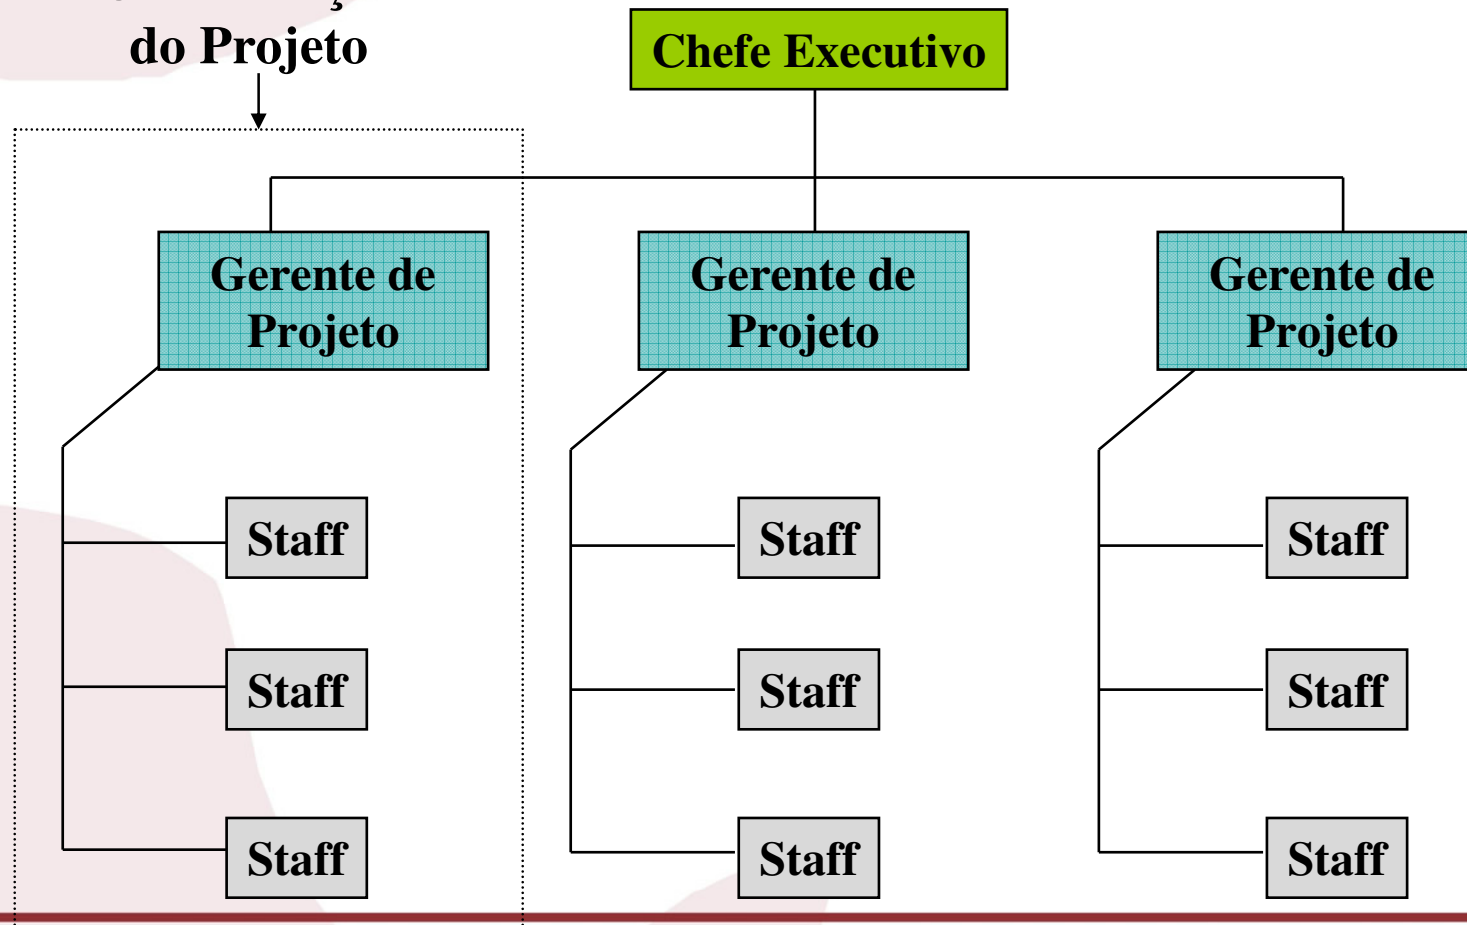 do Projeto
Chefe Executivo
Gerente de
Projeto
Gerente de
Projeto
Gerente de
Projeto
Staff
Staff
Staff
Staff
Staff
Staff
Staff
Staff
Staff